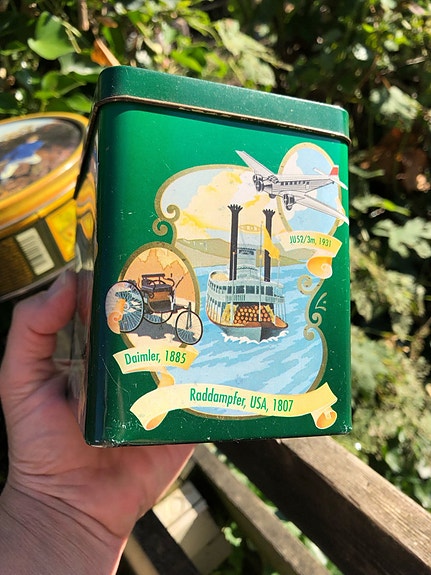 JU52/3m, 1931
Daimler, 1885
Raddampfer, USA, 1807